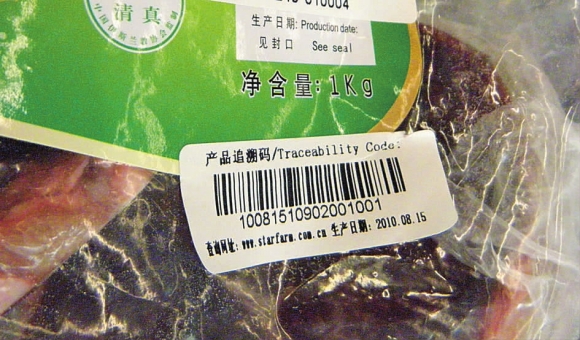 清真
生产日期: Production date:
见封口 See seal
净含量: 1Kg
产品追溯码/Traceability Code:
10081510902001001
查询网址: www.starfarm.com.cn 生产日期: 2010.08.15